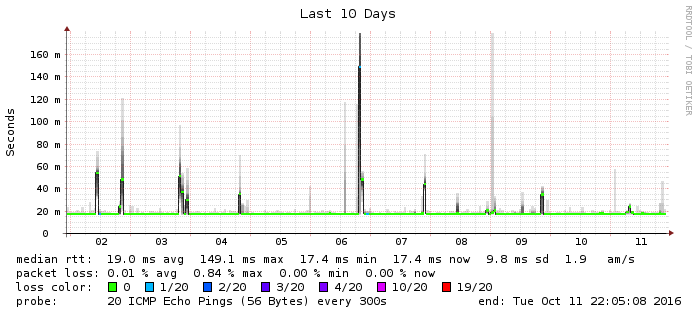 Last 10 Days
RRDTOOL / TOBI OETIKER
Seconds
160 m
140 m
120 m
100 m
80 m
60 m
40 m
20 m
0
02 03 04 05 06 07 08 09 10 11
median rtt: 19.0 ms avg 149.1 ms max 17.4 ms min 17.4 ms now 9.8 ms sd 1.9 am/s
packet loss: 0.01 % avg 0.84 % max 0.00 % min 0.00 % now
loss color: 0 1/20 2/20 3/20 4/20 10/20 19/20
probe: 20 ICMP Echo Pings (56 Bytes) every 300s end: Tue Oct 11 22:05:08 2016